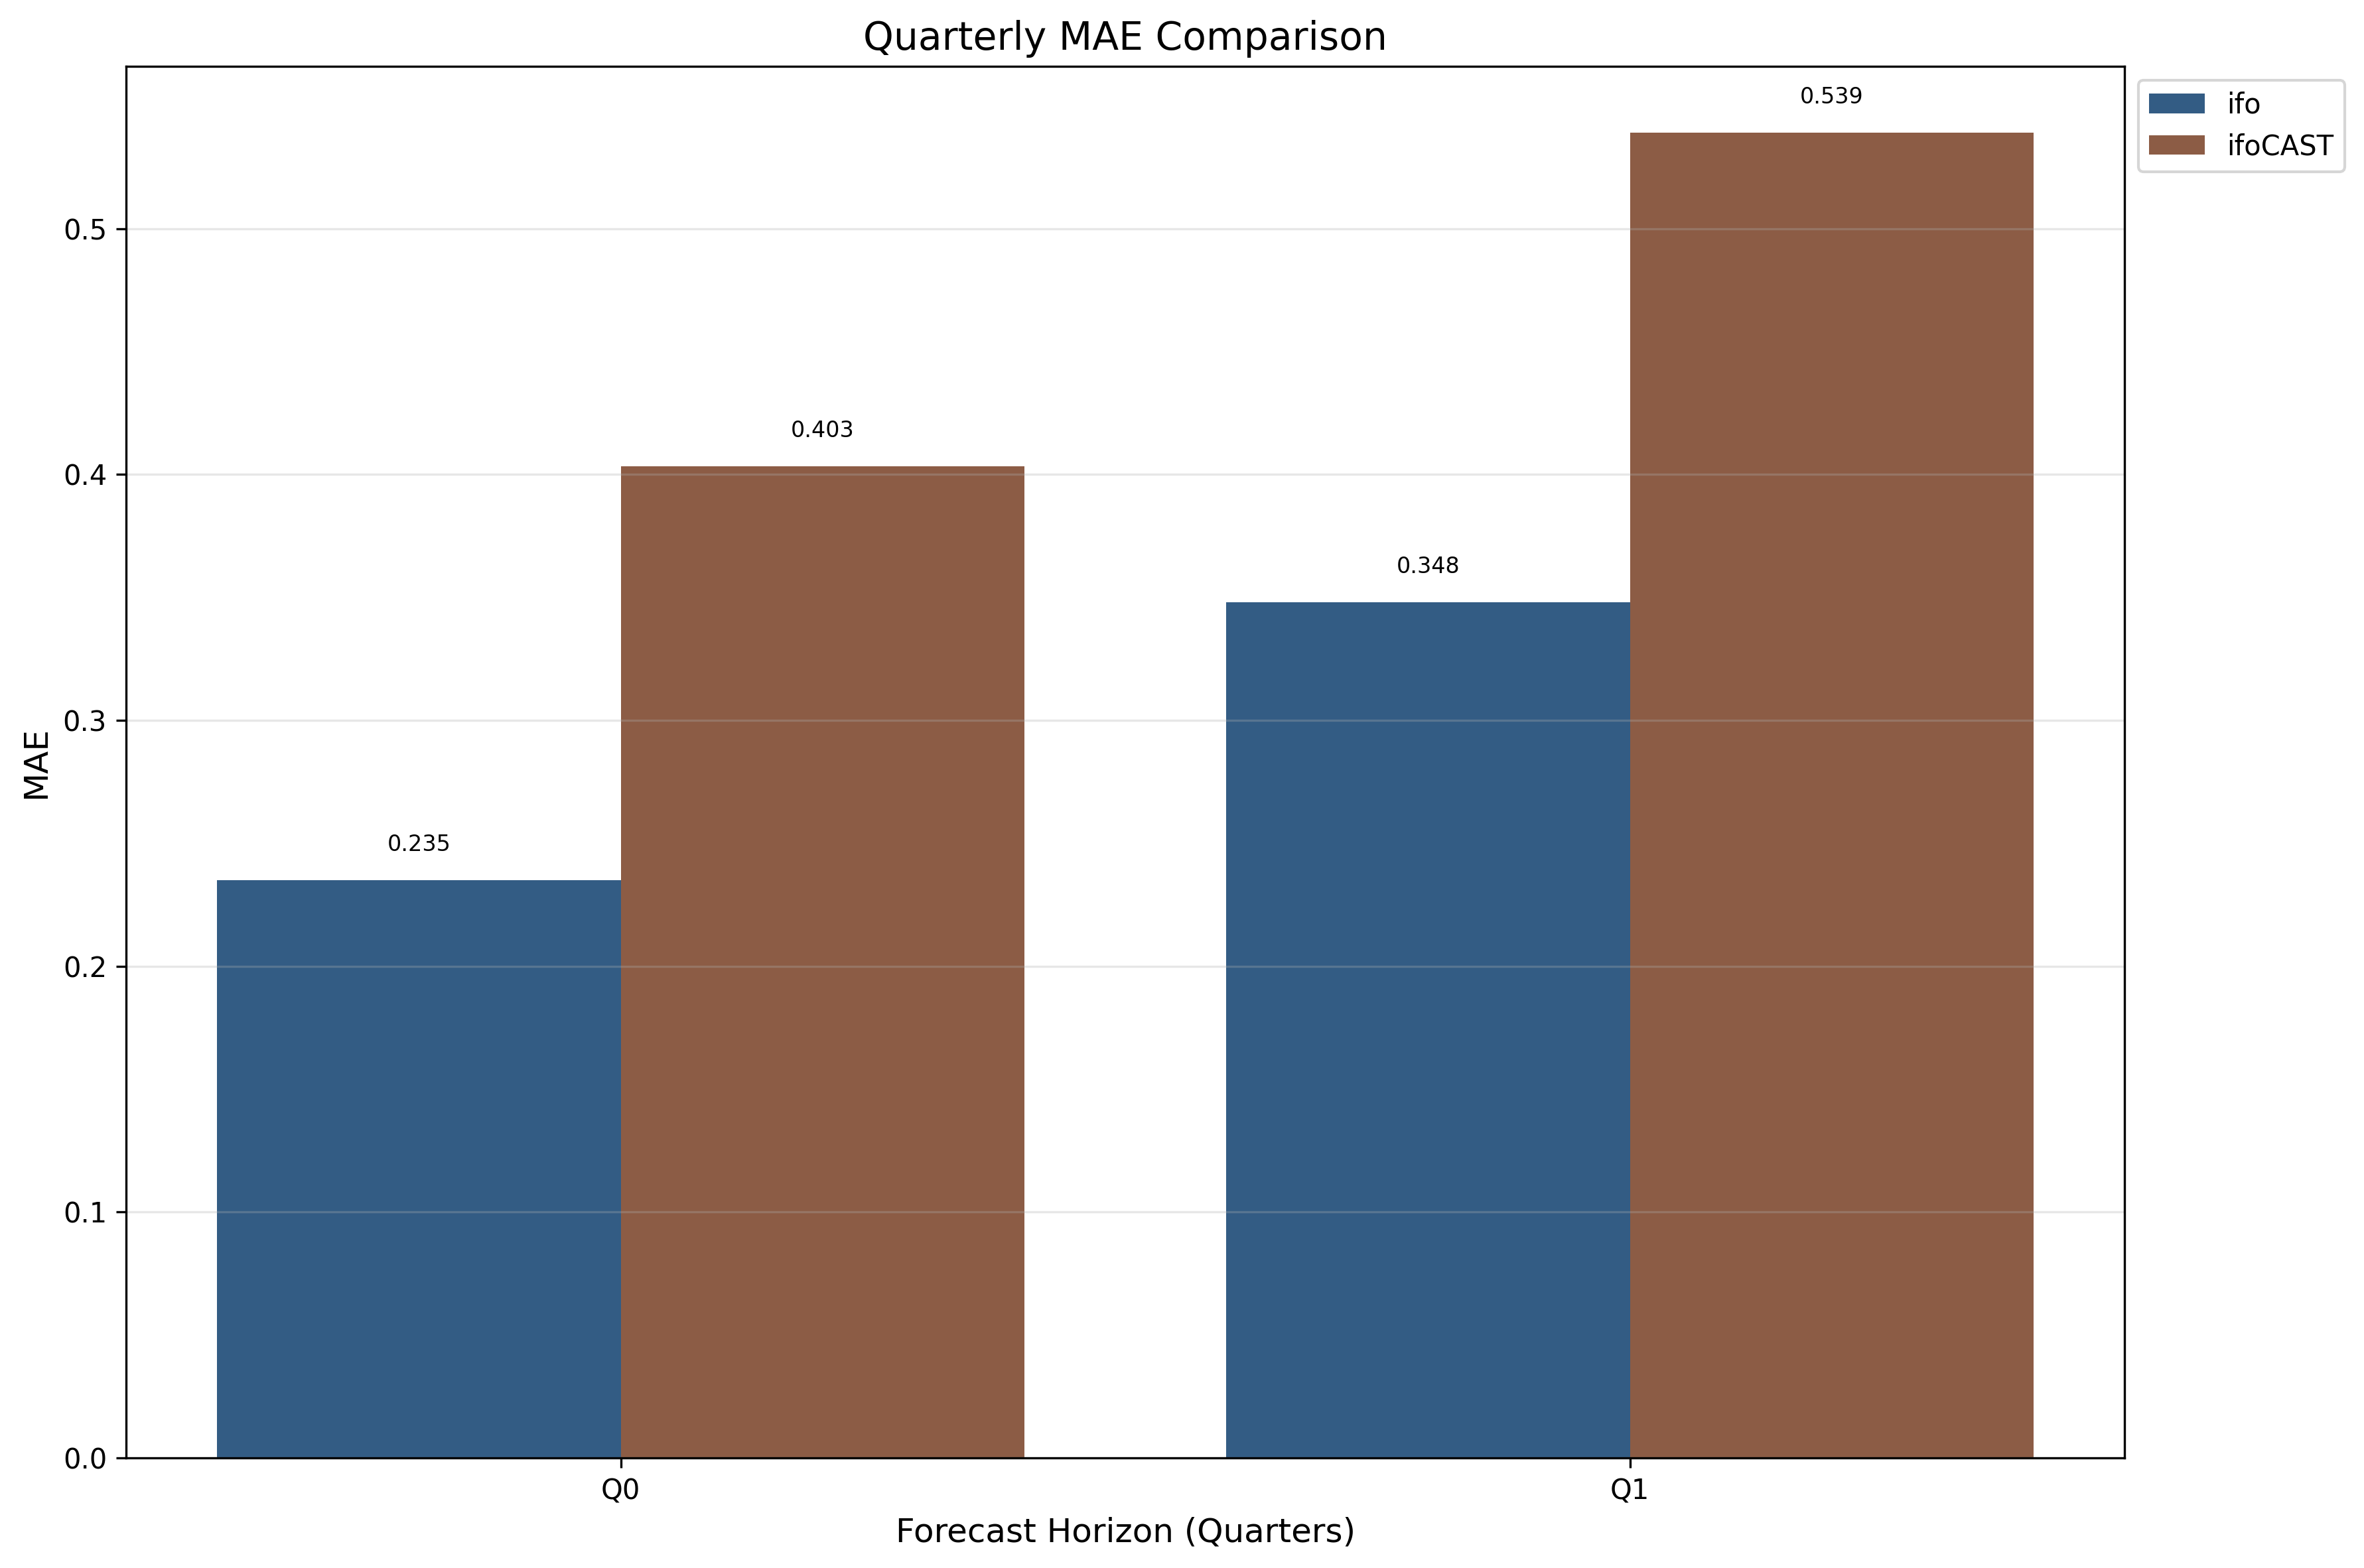 Quarterly MAE Comparison
ifo
ifoCAST
MAE
0.5
0.4
0.3
0.2
0.1
0.0
0.235
0.403
0.348
0.539
Q0
Q1
Forecast Horizon (Quarters)